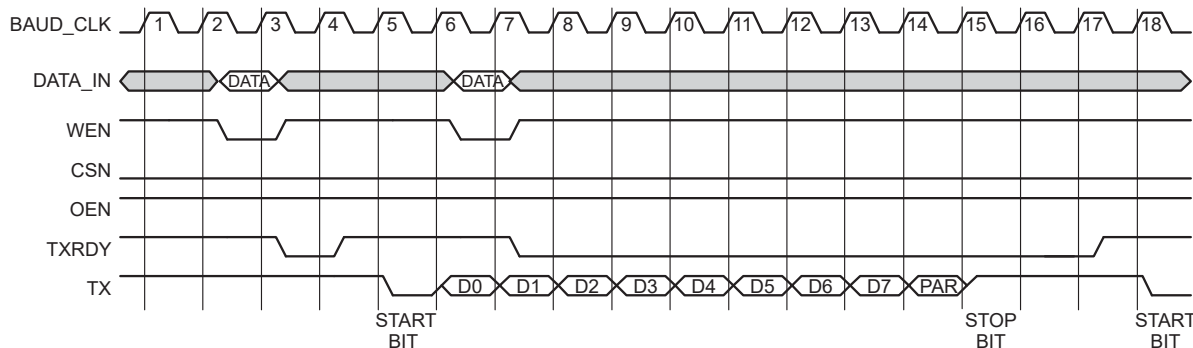 BAUD_CLK 1 2 3 4 5 6 7 8 9 10 11 12 13 14 15 16 17 18
DATA_IN DATA DATA
WEN
CSN
OEN
TXRDY
TX D0 D1 D2 D3 D4 D5 D6 D7 PAR
START STOP START
BIT BIT BIT